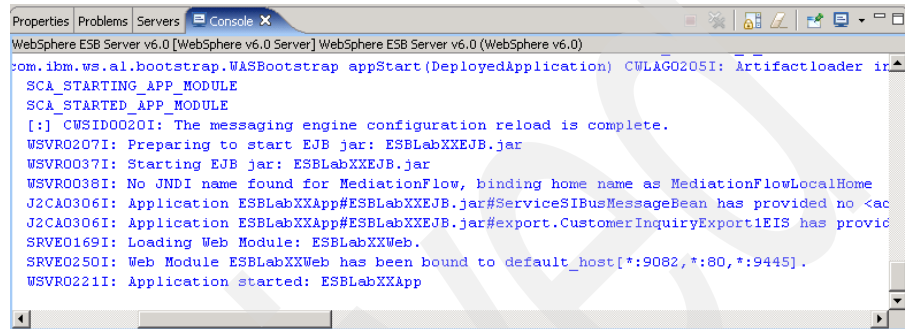 Properties Problems Servers Console
WebSphere ESB Server v6.0 [WebSphere v6.0 Server] WebSphere ESB Server v6.0 (WebSphere v6.0)
com.ibm.ws.al.bootstrap.WASBootstrap appStart(DeployedApplication) CWLAG0205I: Artifactloader in
SCA_STARTING_APP_MODULE
SCA_STARTED_APP_MODULE
[:] CWSID0020I: The messaging engine configuration reload is complete.
WSVR0207I: Preparing to start EJB jar: ESBLabXXEJB.jar
WSVR0037I: Starting EJB jar: ESBLabXXEJB.jar
WSVR0038I: No JNDI name found for MediationFlow, binding home name as MediationFlowLocalHome
J2CA0306I: Application ESBLabXXApp#ESBLabXXEJB.jar#ServiceSIBusMessageBean has provided no <ac
J2CA0306I: Application ESBLabXXApp#ESBLabXXEJB.jar#export.CustomerInquiryExport1EIS has provid
SRVE0169I: Loading Web Module: ESBLabXXWeb.
SRVE0250I: Web Module ESBLabXXWeb has been bound to default_host[*:9082,*:80,*:9445].
WSVR0221I: Application started: ESBLabXXApp